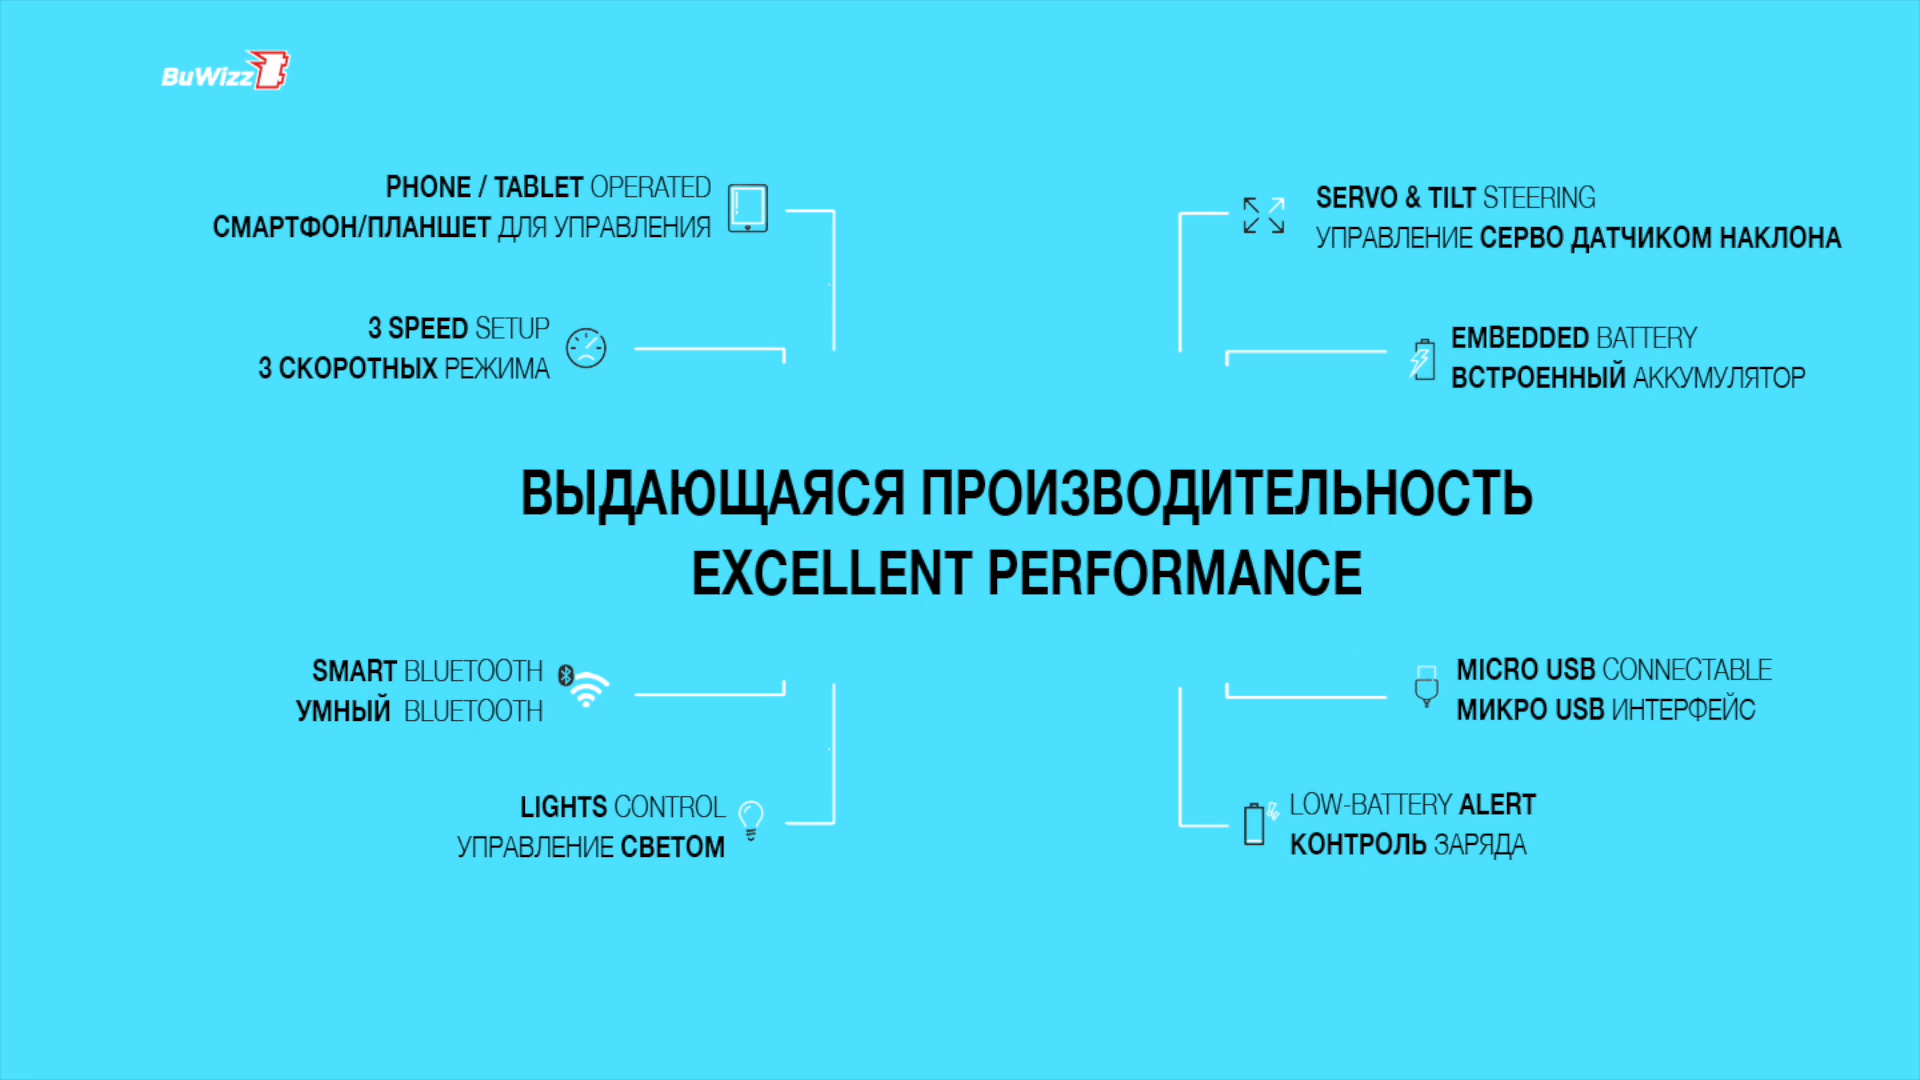 BuWizz
PHONE / TABLET OPERATED
СМАРТФОН/ПЛАНШЕТ ДЛЯ УПРАВЛЕНИЯ
SERVO & TILT STEERING
УПРАВЛЕНИЕ СЕРВО ДАТЧИКОМ НАКЛОНА
3 SPEED SETUP
3 СКОРОТНЫХ РЕЖИМА
EMBEDDED BATTERY
ВСТРОЕННЫЙ АККУМУЛЯТОР
ВЫДАЮЩАЯСЯ ПРОИЗВОДИТЕЛЬНОСТЬ
EXCELLENT PERFORMANCE
SMART BLUETOOTH
УМНЫЙ BLUETOOTH
MICRO USB CONNECTABLE
МИКРО USB ИНТЕРФЕЙС
LIGHTS CONTROL
УПРАВЛЕНИЕ СВЕТОМ
LOW-BATTERY ALERT
КОНТРОЛЬ ЗАРЯДА